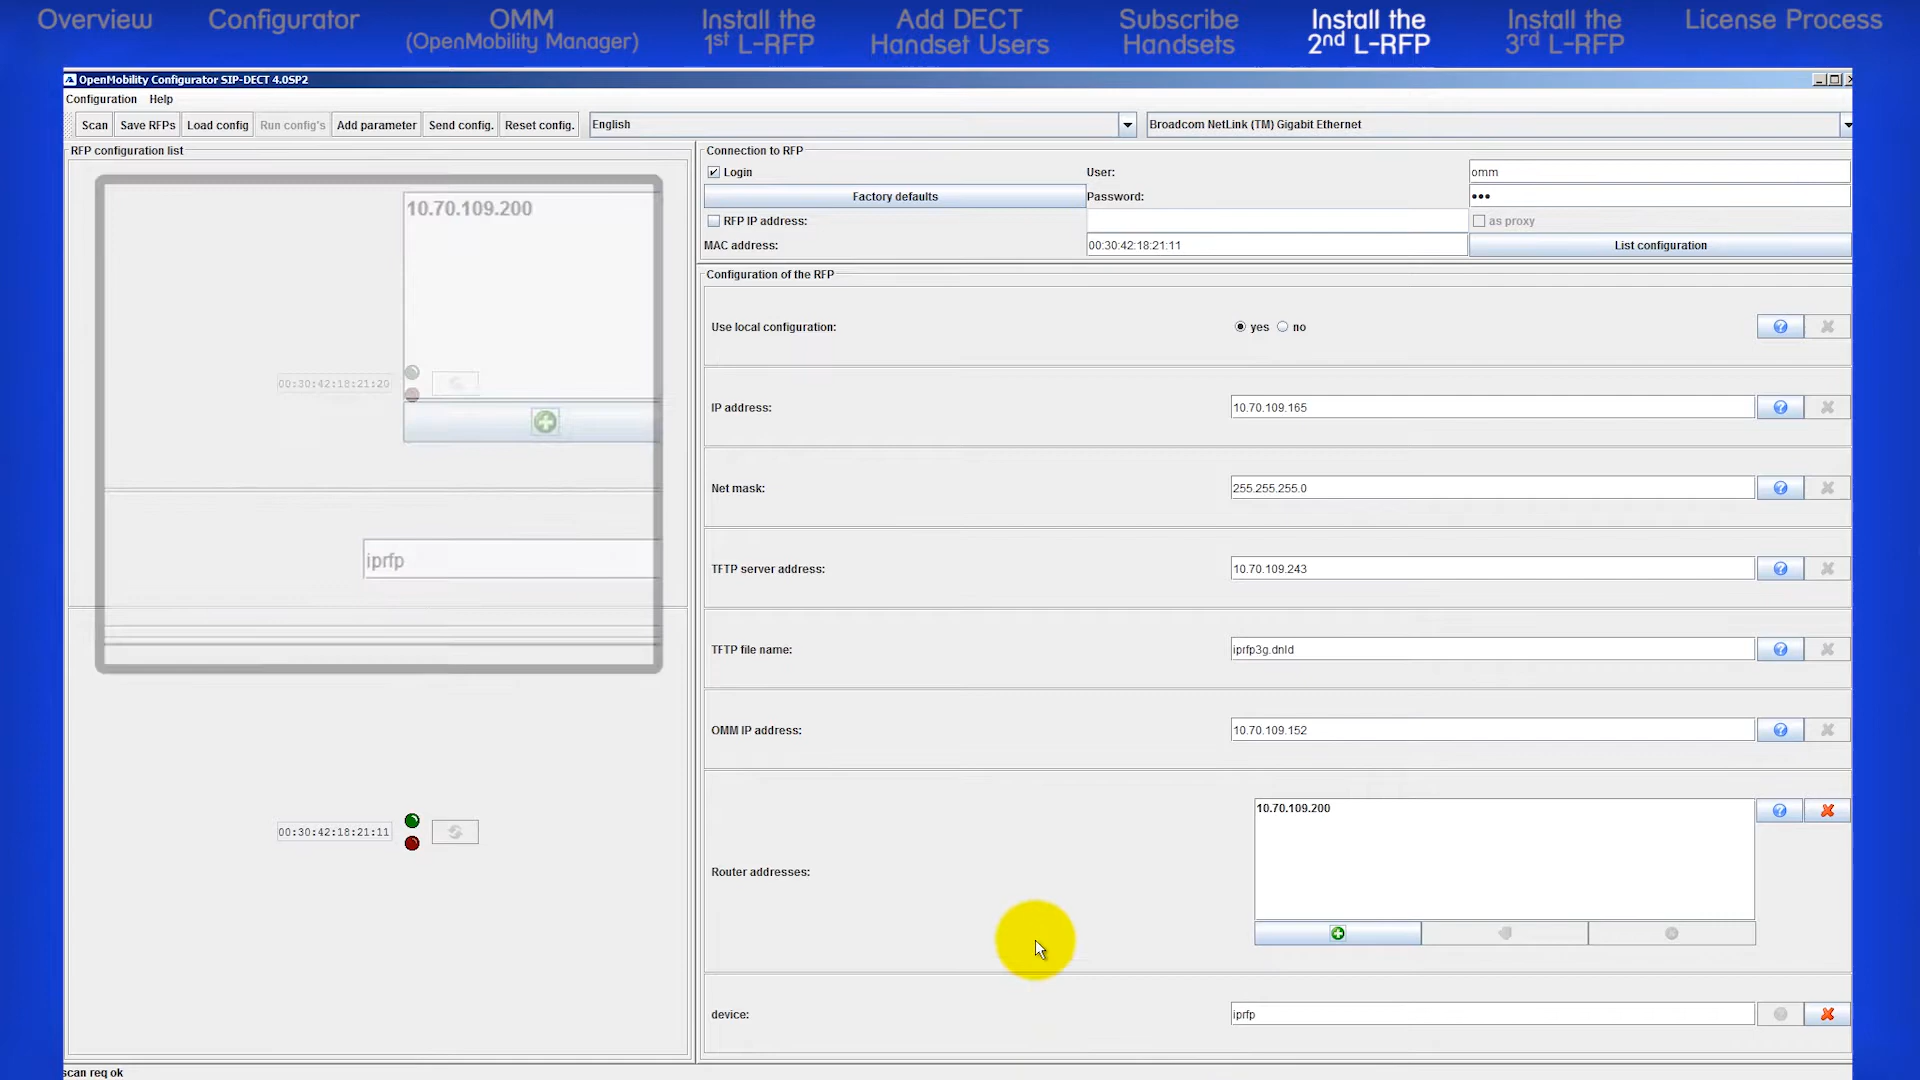 Overview
Configurator
OMM
(OpenMobility Manager)
Install the
1st L-RFP
Add DECT
Handset Users
Subscribe
Handsets
Install the
2nd L-RFP
Install the
3rd L-RFP
License Process
OpenMobility Configurator SIP-DECT 4.0SP2
Configuration Help
Scan Save RFPs Load config Run config's Add parameter Send config. Reset config. English Broadcom NetLink (TM) Gigabit Ethernet
RFP configuration list
10.70.109.200
00:30:42:18:21:20
iprfp
00:30:42:18:21:11
Connection to RFP
Login User: omm
Factory defaults Password: •••
RFP IP address: as proxy
MAC address: 00:30:42:18:21:11 List configuration
Configuration of the RFP
Use local configuration: yes no
IP address: 10.70.109.165
Net mask: 255.255.255.0
TFTP server address: 10.70.109.243
TFTP file name: iprfp3g.dnld
OMM IP address: 10.70.109.152
10.70.109.200
Router addresses:
device: iprfp
scan req ok